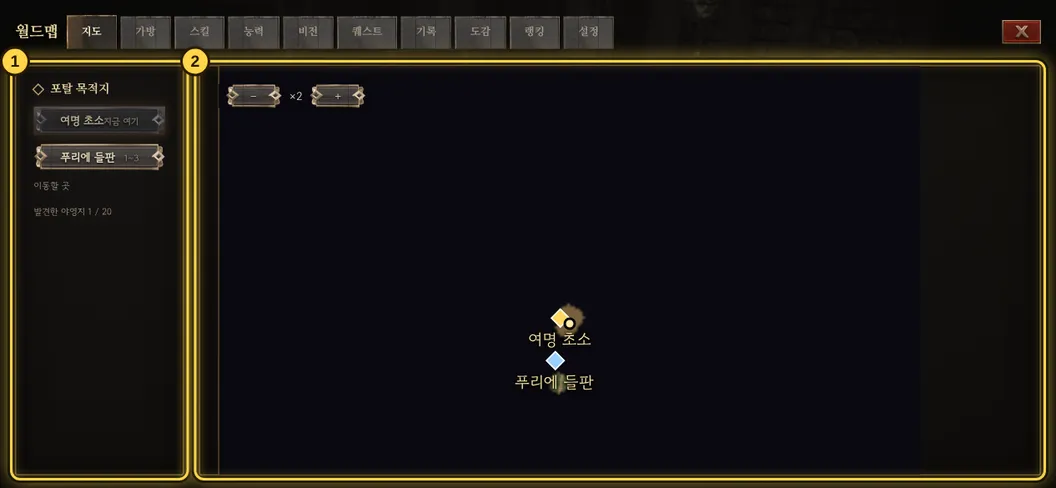 월드맵 지도 가방 스킬 능력 비전 퀘스트 기록 도감 랭킹 설정 X
1 2
포탈 목적지
여명 초소 지금 여기
푸리에 들판 1-3
이동할 곳
발견한 야영지 1 / 20
- ×2 +
여명 초소
푸리에 들판